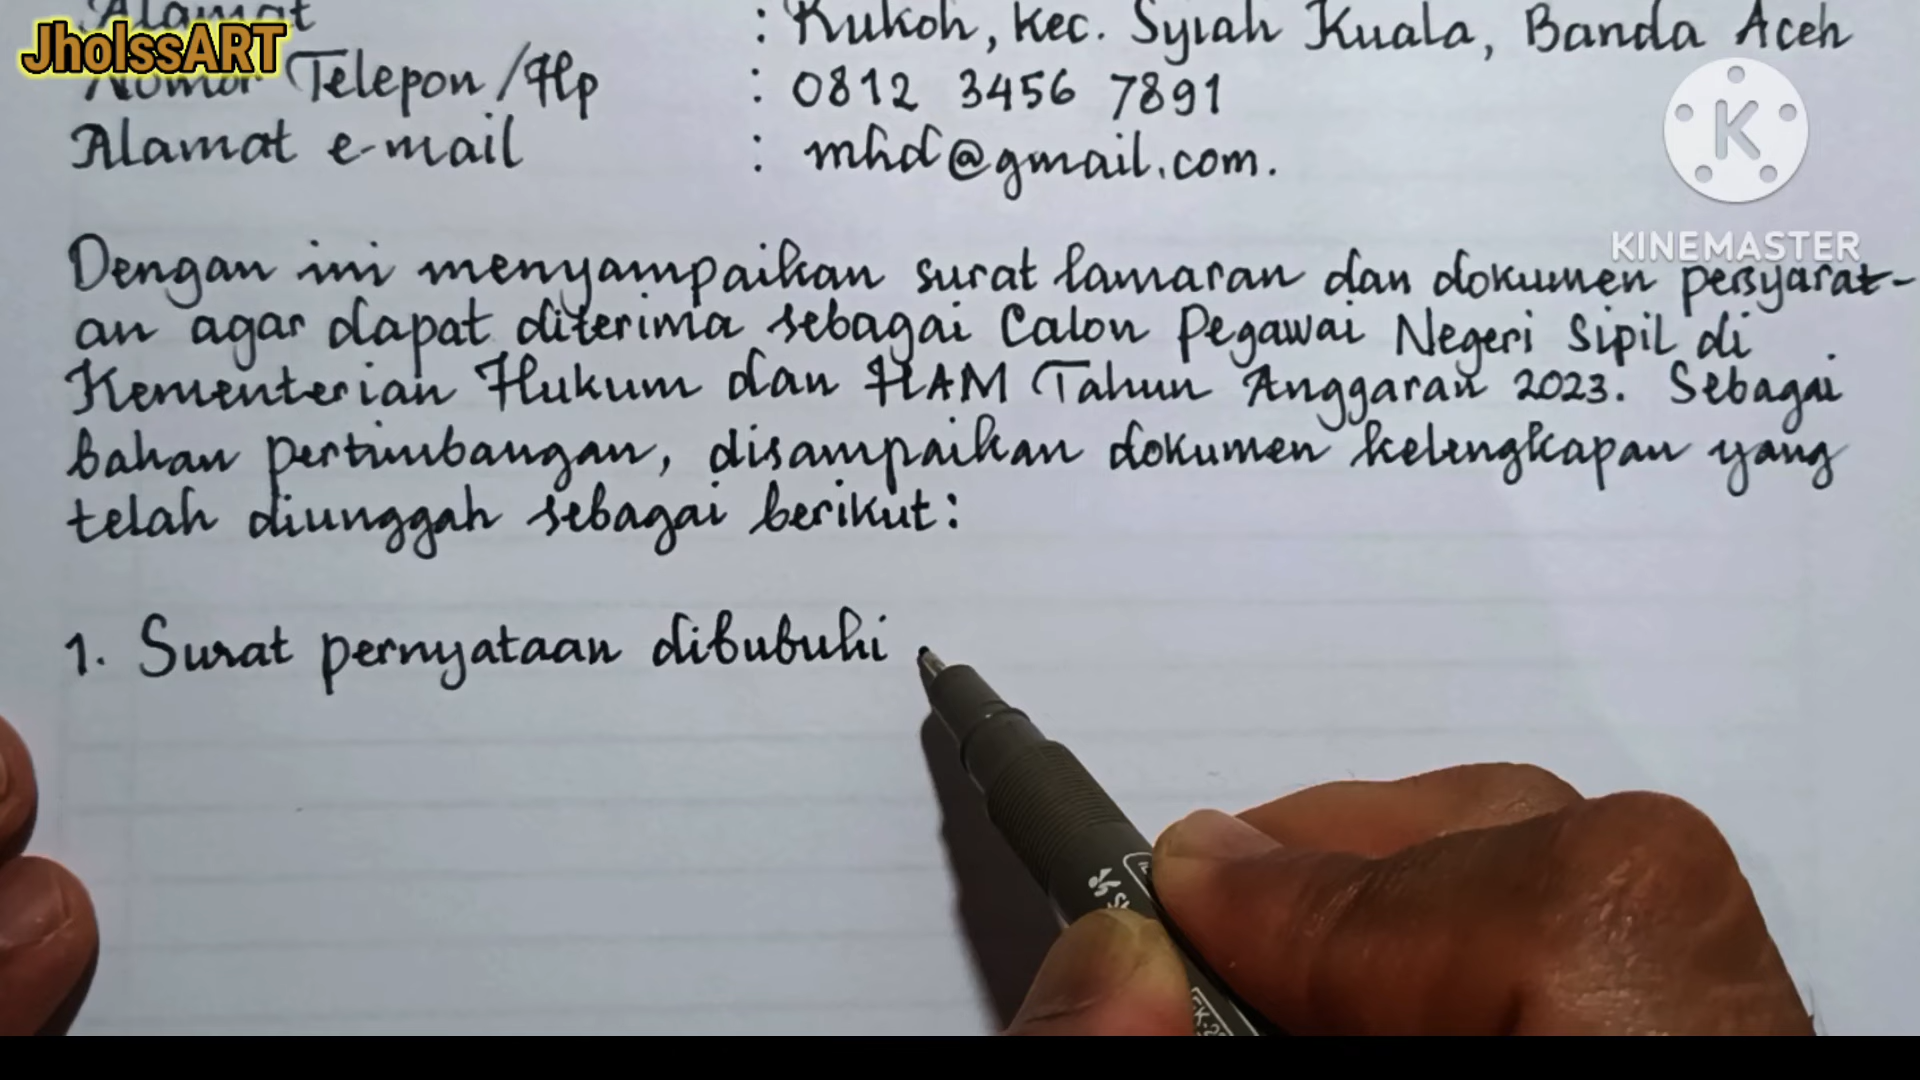 Alamat : Rukoh, Kec. Syiah Kuala, Banda Aceh
JholssART
Nomor Telepon/Hp : 0812 3456 7891
Alamat e-mail : mhd@gmail.com.
K
KINEMASTER
Dengan ini menyampaikan surat lamaran dan dokumen persyarat-
an agar dapat diterima sebagai Calon Pegawai Negeri Sipil di
Kementerian Hukum dan HAM Tahun Anggaran 2023. Sebagai
bahan pertimbangan, disampaikan dokumen kelengkapan yang
telah diunggah sebagai berikut:
1. Surat pernyataan dibubuhi